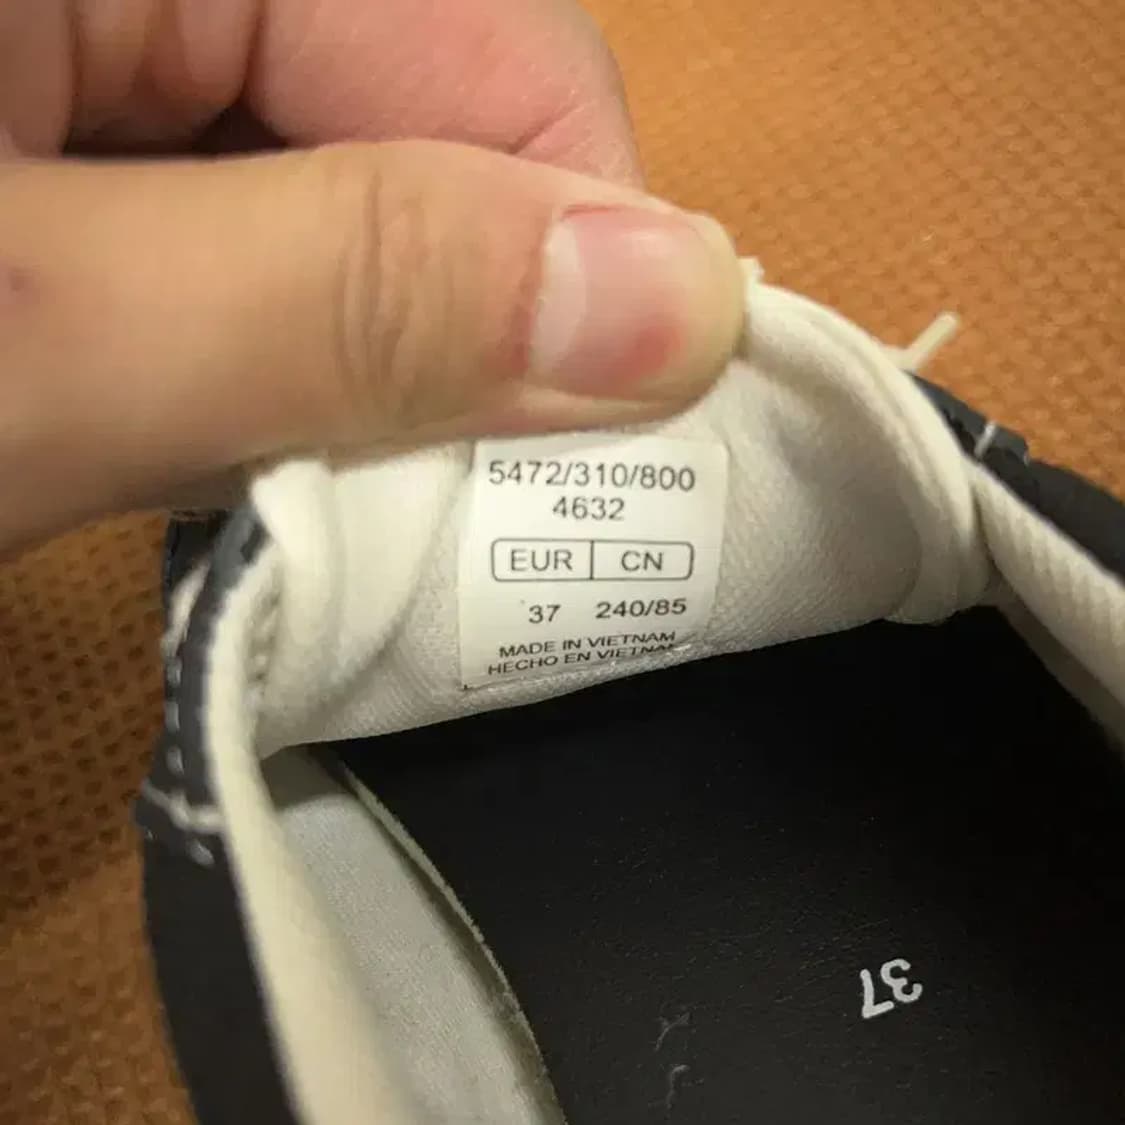 5472/310/800
4632
EUR CN
37 240/85
MADE IN VIETNAM
HECHO EN VIETNAM
37